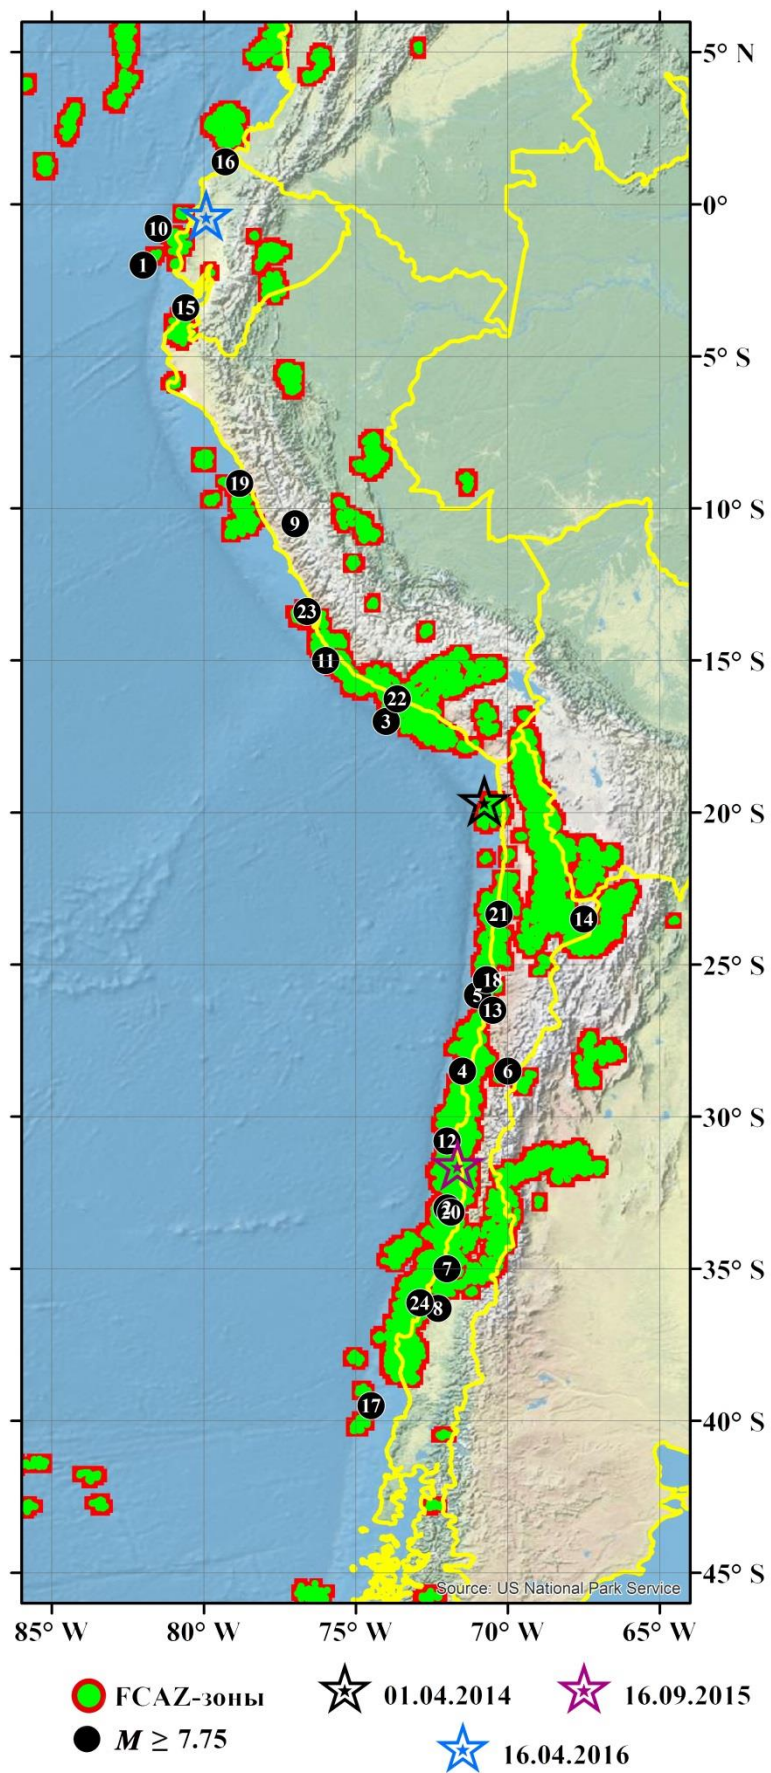 5° N
16
0°
10
1
15
5° S
19
9
10° S
23
11
15° S
22
3
20° S
21
14
25° S
18
5
13
4
6
30° S
12
2
20
7
35° S
24
8
17
40° S
45° S
Source: US National Park Service
85° W 80° W 75° W 70° W 65° W
FCAZ-зоны 01.04.2014 16.09.2015
M ≥ 7.75 16.04.2016